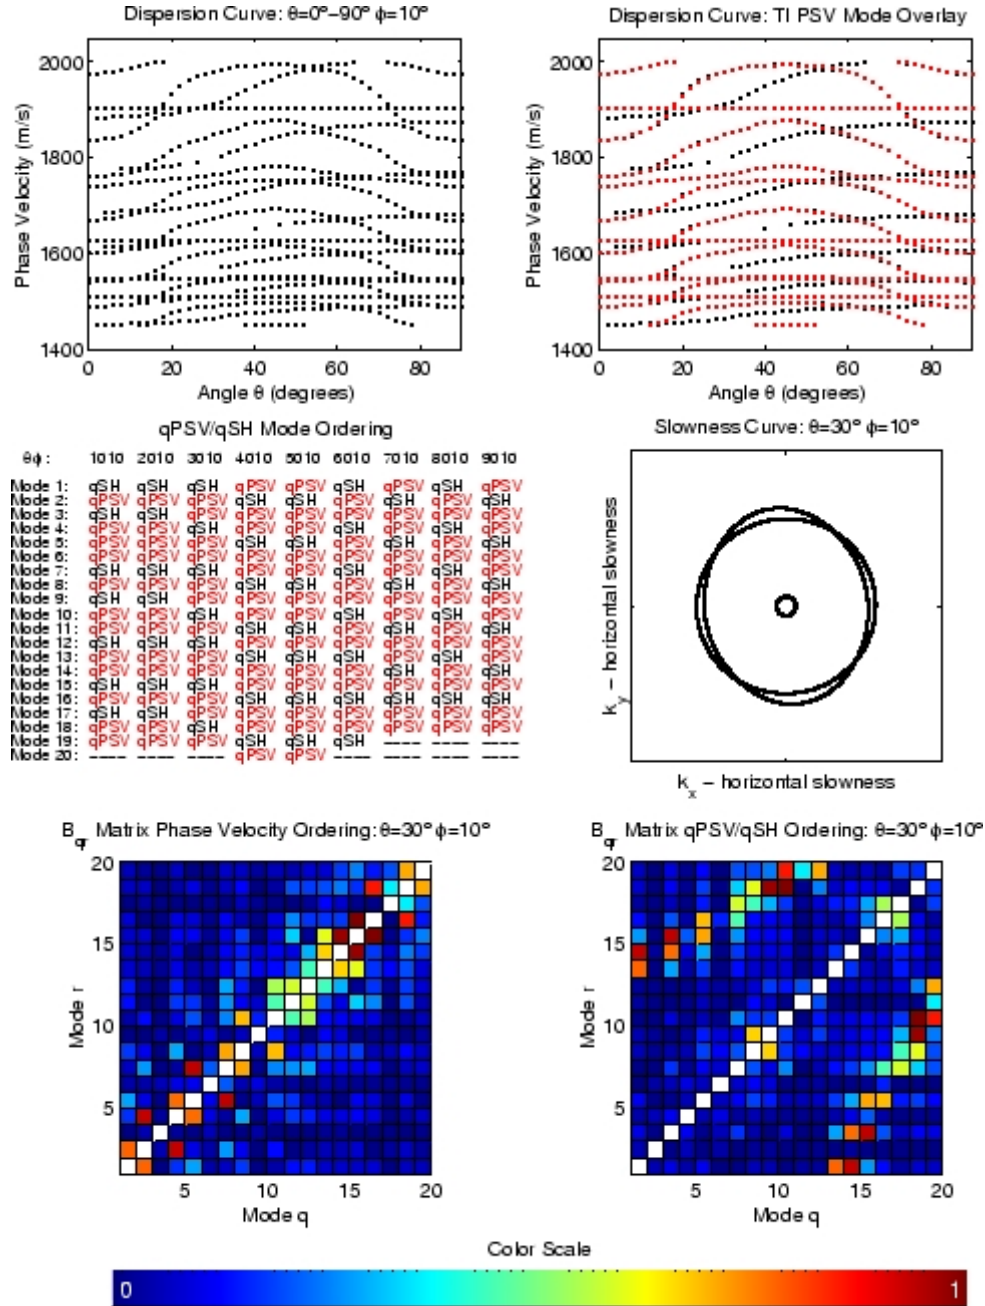 Dispersion Curve: θ=0°–90° φ=10°
Dispersion Curve: TI PSV Mode Overlay
Phase Velocity (m/s)
2000
1800
1600
1400
0 20 40 60 80
Angle θ (degrees)
Phase Velocity (m/s)
2000
1800
1600
1400
0 20 40 60 80
Angle θ (degrees)
qPSV/qSH Mode Ordering
θφ: 1010 2010 3010 4010 5010 6010 7010 8010 9010
Mode 1: qSH qSH qSH qPSV qPSV qSH qPSV qSH qPSV
Mode 2: qPSV qPSV qPSV qSH qSH qPSV qSH qPSV qSH
Mode 3: qSH qSH qPSV qPSV qPSV qPSV qPSV qSH qPSV
Mode 4: qPSV qPSV qSH qSH qSH qSH qPSV qPSV qPSV
Mode 5: qPSV qPSV qPSV qSH qSH qPSV qSH qPSV qSH
Mode 6: qPSV qPSV qPSV qPSV qPSV qPSV qPSV qPSV qPSV
Mode 7: qSH qSH qSH qPSV qPSV qSH qPSV qSH qPSV
Mode 8: qPSV qPSV qPSV qSH qSH qPSV qSH qPSV qSH
Mode 9: qSH qSH qPSV qPSV qPSV qPSV qPSV qSH qPSV
Mode 10: qPSV qPSV qSH qPSV qPSV qSH qPSV qPSV qPSV
Mode 11: qPSV qPSV qPSV qSH qSH qPSV qSH qPSV qSH
Mode 12: qSH qSH qSH qPSV qPSV qSH qPSV qSH qPSV
Mode 13: qPSV qPSV qPSV qSH qSH qPSV qSH qPSV qSH
Mode 14: qPSV qPSV qSH qPSV qPSV qSH qPSV qPSV qPSV
Mode 15: qSH qSH qPSV qPSV qPSV qPSV qPSV qSH qPSV
Mode 16: qPSV qPSV qPSV qSH qSH qSH qSH qPSV qSH
Mode 17: qSH qSH qPSV qPSV qPSV qPSV qPSV qSH qPSV
Mode 18: qPSV qPSV qSH qPSV qPSV qPSV qPSV qPSV qPSV
Mode 19: qPSV qPSV qPSV qSH qSH qSH ----- ----- -----
Mode 20: ----- ----- ----- qPSV qPSV ----- ----- ----- -----
Slowness Curve: θ=30° φ=10°
k_y – horizontal slowness
k_x – horizontal slowness
B_qr Matrix Phase Velocity Ordering: θ=30° φ=10°
B_qr Matrix qPSV/qSH Ordering: θ=30° φ=10°
Mode r
20
15
10
5
5 10 15 20
Mode q
Mode r
20
15
10
5
5 10 15 20
Mode q
Color Scale
0 1